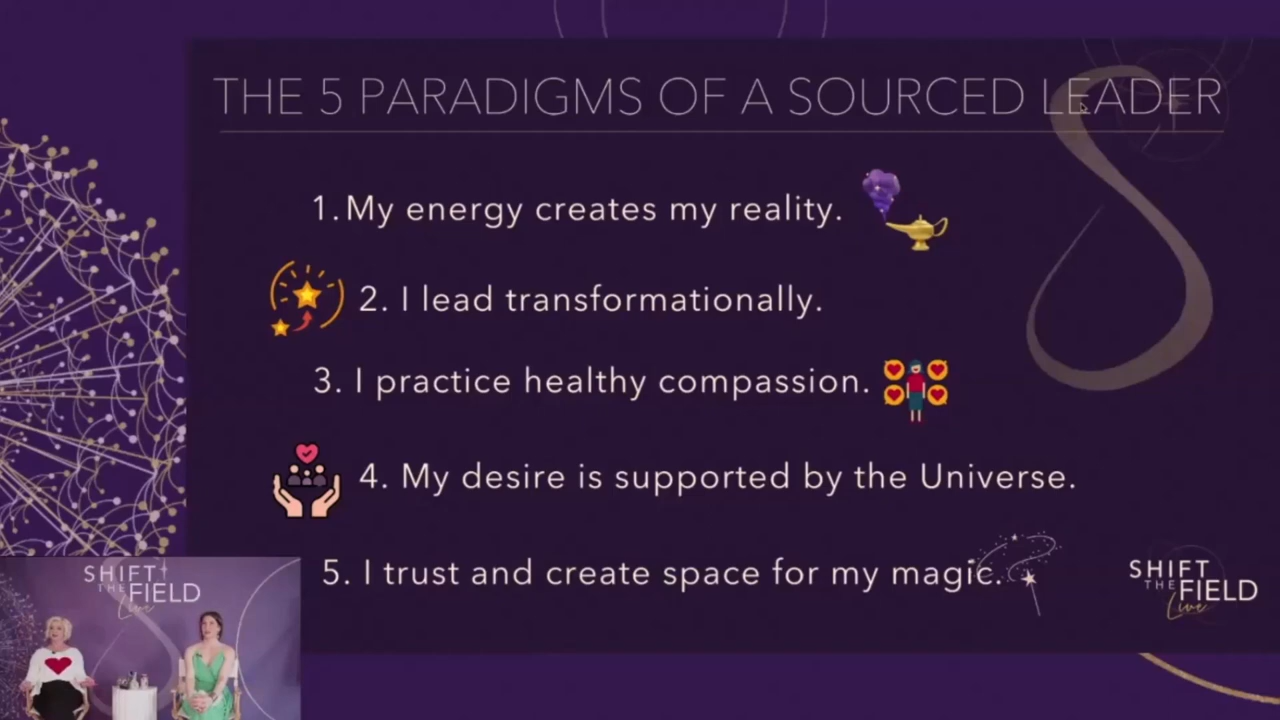 THE 5 PARADIGMS OF A SOURCED LEADER
1. My energy creates my reality.
2. I lead transformationally.
3. I practice healthy compassion.
4. My desire is supported by the Universe.
5. I trust and create space for my magic.
SHIFT
THE FIELD
Live
SHIFT
THE FIELD
Live